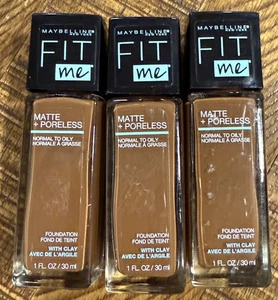 MAYBELLINE
NEW YORK
FIT
me
MATTE
+ PORELESS
NORMAL TO OILY
NORMALE À GRASSE
FOUNDATION
FOND DE TEINT
WITH CLAY
AVEC DE L'ARGILE
1 FL. OZ / 30 ml
MAYBELLINE
NEW YORK
FIT
me
MATTE
+ PORELESS
NORMAL TO OILY
NORMALE À GRASSE
FOUNDATION
FOND DE TEINT
WITH CLAY
AVEC DE L'ARGILE
1 FL. OZ / 30 ml
MAYBELLINE
NEW YORK
FIT
me
MATTE
+ PORELESS
NORMAL TO OILY
NORMALE À GRASSE
FOUNDATION
FOND DE TEINT
WITH CLAY
AVEC DE L'ARGILE
1 FL. OZ / 30 ml